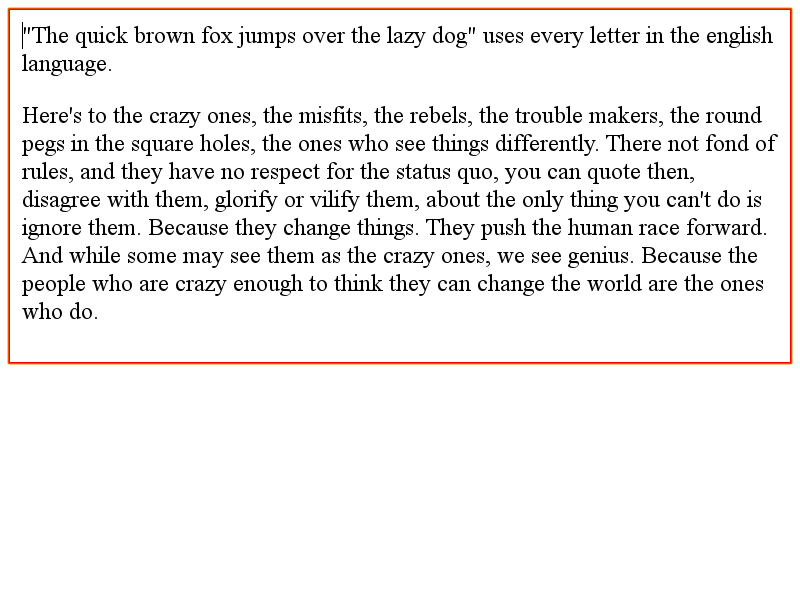 "The quick brown fox jumps over the lazy dog" uses every letter in the english
language.
Here's to the crazy ones, the misfits, the rebels, the trouble makers, the round
pegs in the square holes, the ones who see things differently. There not fond of
rules, and they have no respect for the status quo, you can quote then,
disagree with them, glorify or vilify them, about the only thing you can't do is
ignore them. Because they change things. They push the human race forward.
And while some may see them as the crazy ones, we see genius. Because the
people who are crazy enough to think they can change the world are the ones
who do.